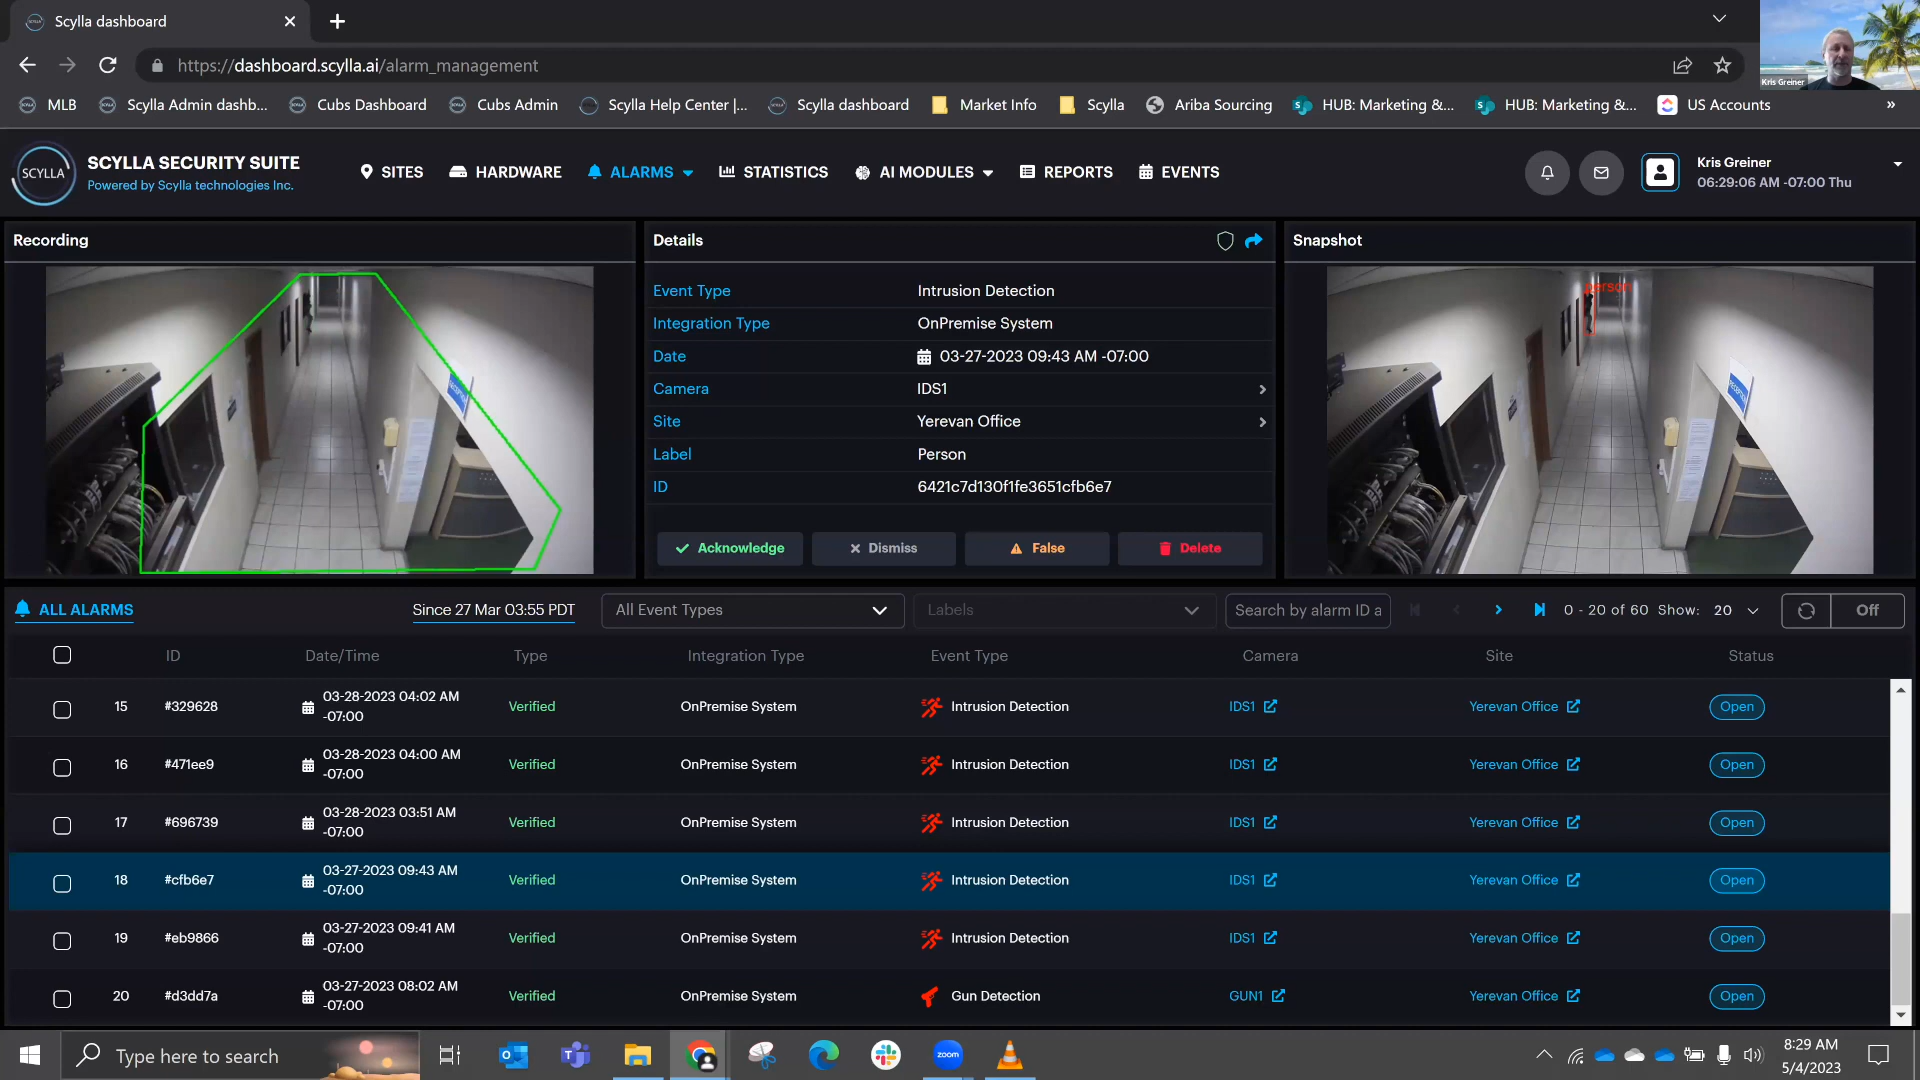 Scylla dashboard
https://dashboard.scylla.ai/alarm_management
Kris Greiner
MLB
Scylla Admin dashb...
Cubs Dashboard
Cubs Admin
Scylla Help Center |...
Scylla dashboard
Market Info
Scylla
Ariba Sourcing
HUB: Marketing &...
HUB: Marketing &...
US Accounts
»
SCYLLA
SCYLLA SECURITY SUITE
Powered by Scylla technologies Inc.
SITES
HARDWARE
ALARMS
STATISTICS
AI MODULES
REPORTS
EVENTS
Kris Greiner
06:29:06 AM -07:00 Thu
Recording
Details
Snapshot
person
Event Type Intrusion Detection
Integration Type OnPremise System
Date 03-27-2023 09:43 AM -07:00
Camera IDS1
Site Yerevan Office
Label Person
ID 6421c7d130f1fe3651cfb6e7
Acknowledge
Dismiss
False
Delete
ALL ALARMS
Since 27 Mar 03:55 PDT
All Event Types
Labels
Search by alarm ID a
0 - 20 of 60 Show: 20
Off
ID Date/Time Type Integration Type Event Type Camera Site Status
15 #329628 03-28-2023 04:02 AM -07:00 Verified OnPremise System Intrusion Detection IDS1 Yerevan Office Open
16 #471ee9 03-28-2023 04:00 AM -07:00 Verified OnPremise System Intrusion Detection IDS1 Yerevan Office Open
17 #696739 03-28-2023 03:51 AM -07:00 Verified OnPremise System Intrusion Detection IDS1 Yerevan Office Open
18 #cfb6e7 03-27-2023 09:43 AM -07:00 Verified OnPremise System Intrusion Detection IDS1 Yerevan Office Open
19 #eb9866 03-27-2023 09:41 AM -07:00 Verified OnPremise System Intrusion Detection IDS1 Yerevan Office Open
20 #d3dd7a 03-27-2023 08:02 AM -07:00 Verified OnPremise System Gun Detection GUN1 Yerevan Office Open
Type here to search
zoom
8:29 AM
5/4/2023